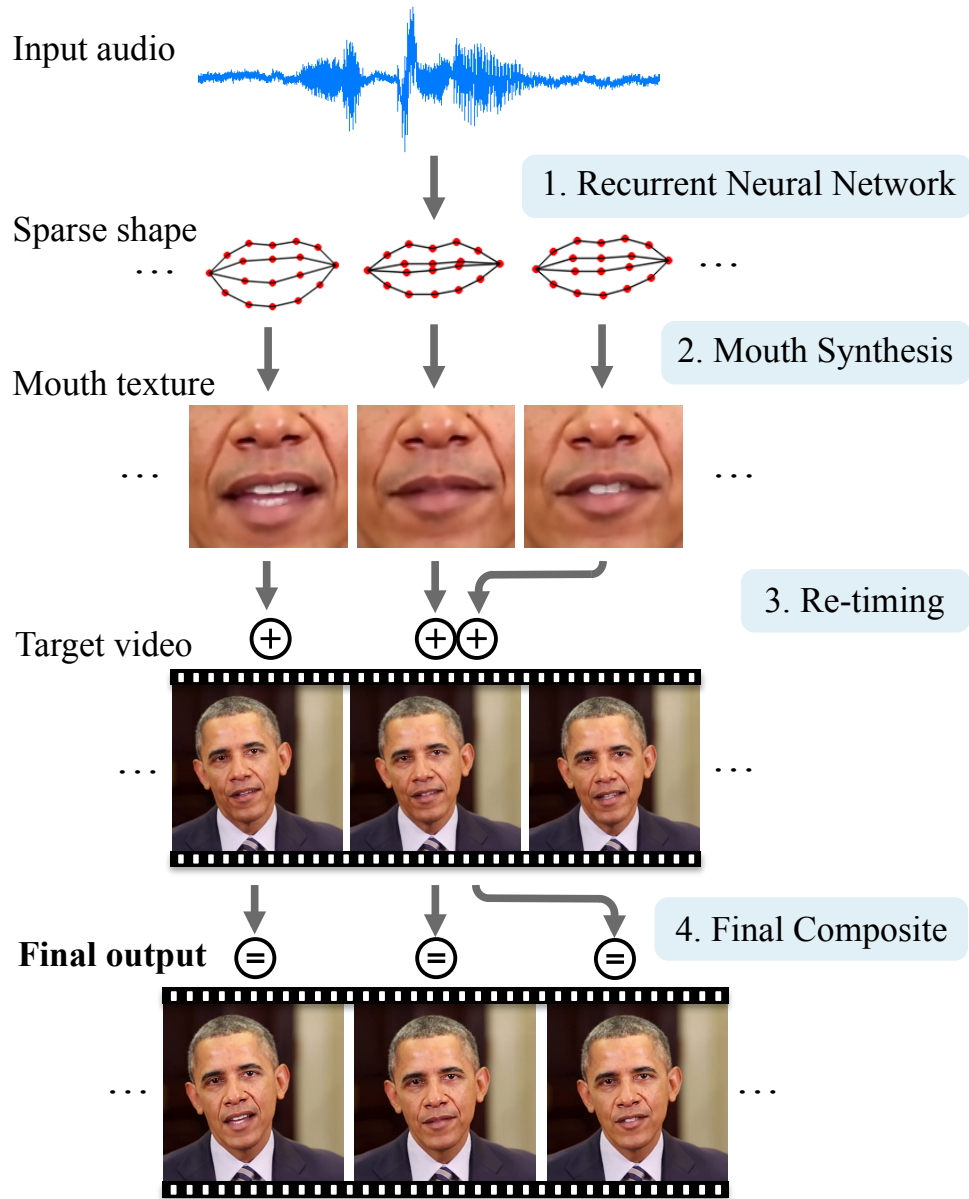 Input audio
1. Recurrent Neural Network
Sparse shape
... ...
2. Mouth Synthesis
Mouth texture
... ...
3. Re-timing
+ + +
Target video
... ...
4. Final Composite
Final output
= = =
... ...